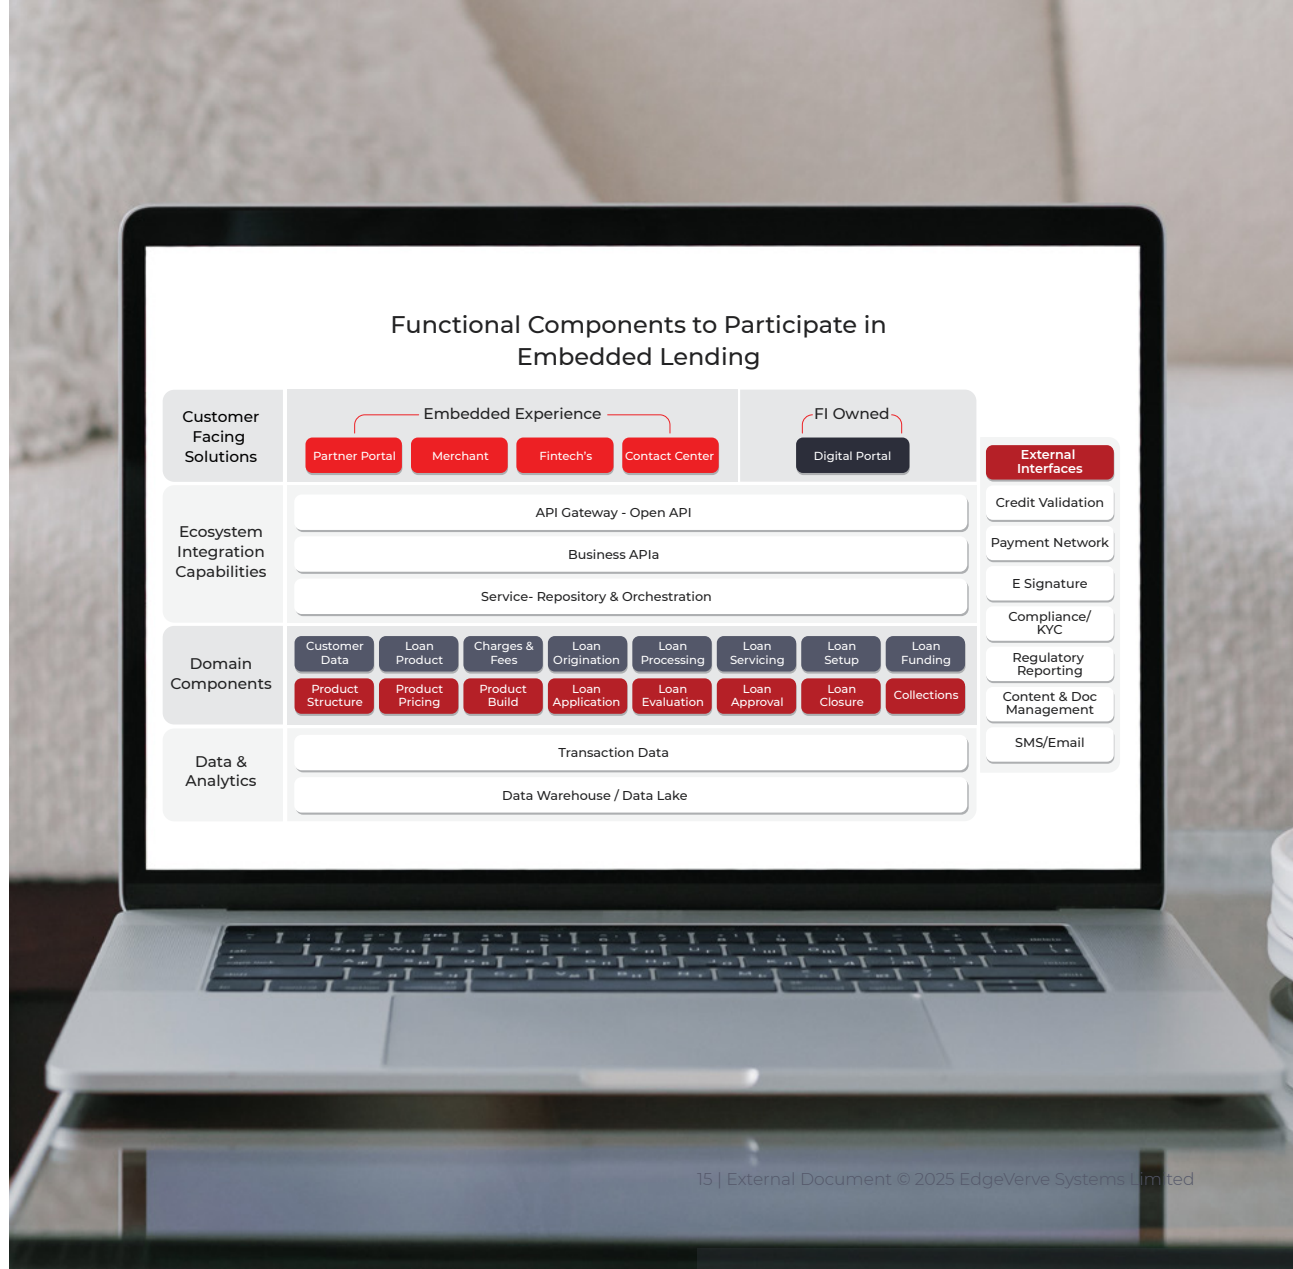 Functional Components to Participate in
Embedded Lending
Customer
Facing
Solutions
Embedded Experience
FI Owned
Partner Portal
Merchant
Fintech's
Contact Center
Digital Portal
Ecosystem
Integration
Capabilities
API Gateway - Open API
Business APIa
Service- Repository & Orchestration
Domain
Components
Customer
Data
Loan
Product
Charges &
Fees
Loan
Origination
Loan
Processing
Loan
Servicing
Loan
Setup
Loan
Funding
Product
Structure
Product
Pricing
Product
Build
Loan
Application
Loan
Evaluation
Loan
Approval
Loan
Closure
Collections
Data &
Analytics
Transaction Data
Data Warehouse / Data Lake
External
Interfaces
Credit Validation
Payment Network
E Signature
Compliance/
KYC
Regulatory
Reporting
Content & Doc
Management
SMS/Email
15 | External Document © 2025 EdgeVerve Systems Limited